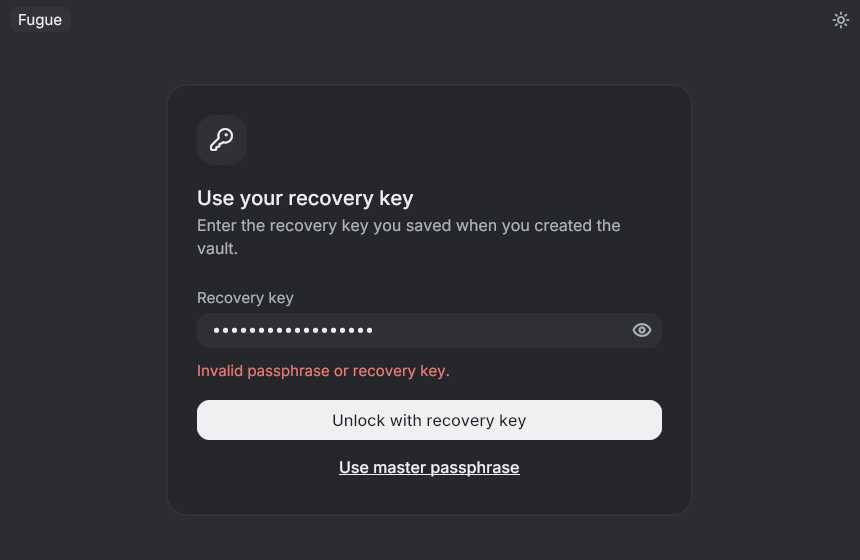 Fugue
Use your recovery key
Enter the recovery key you saved when you created the
vault.
Recovery key
••••••••••••••••••
Invalid passphrase or recovery key.
Unlock with recovery key
Use master passphrase